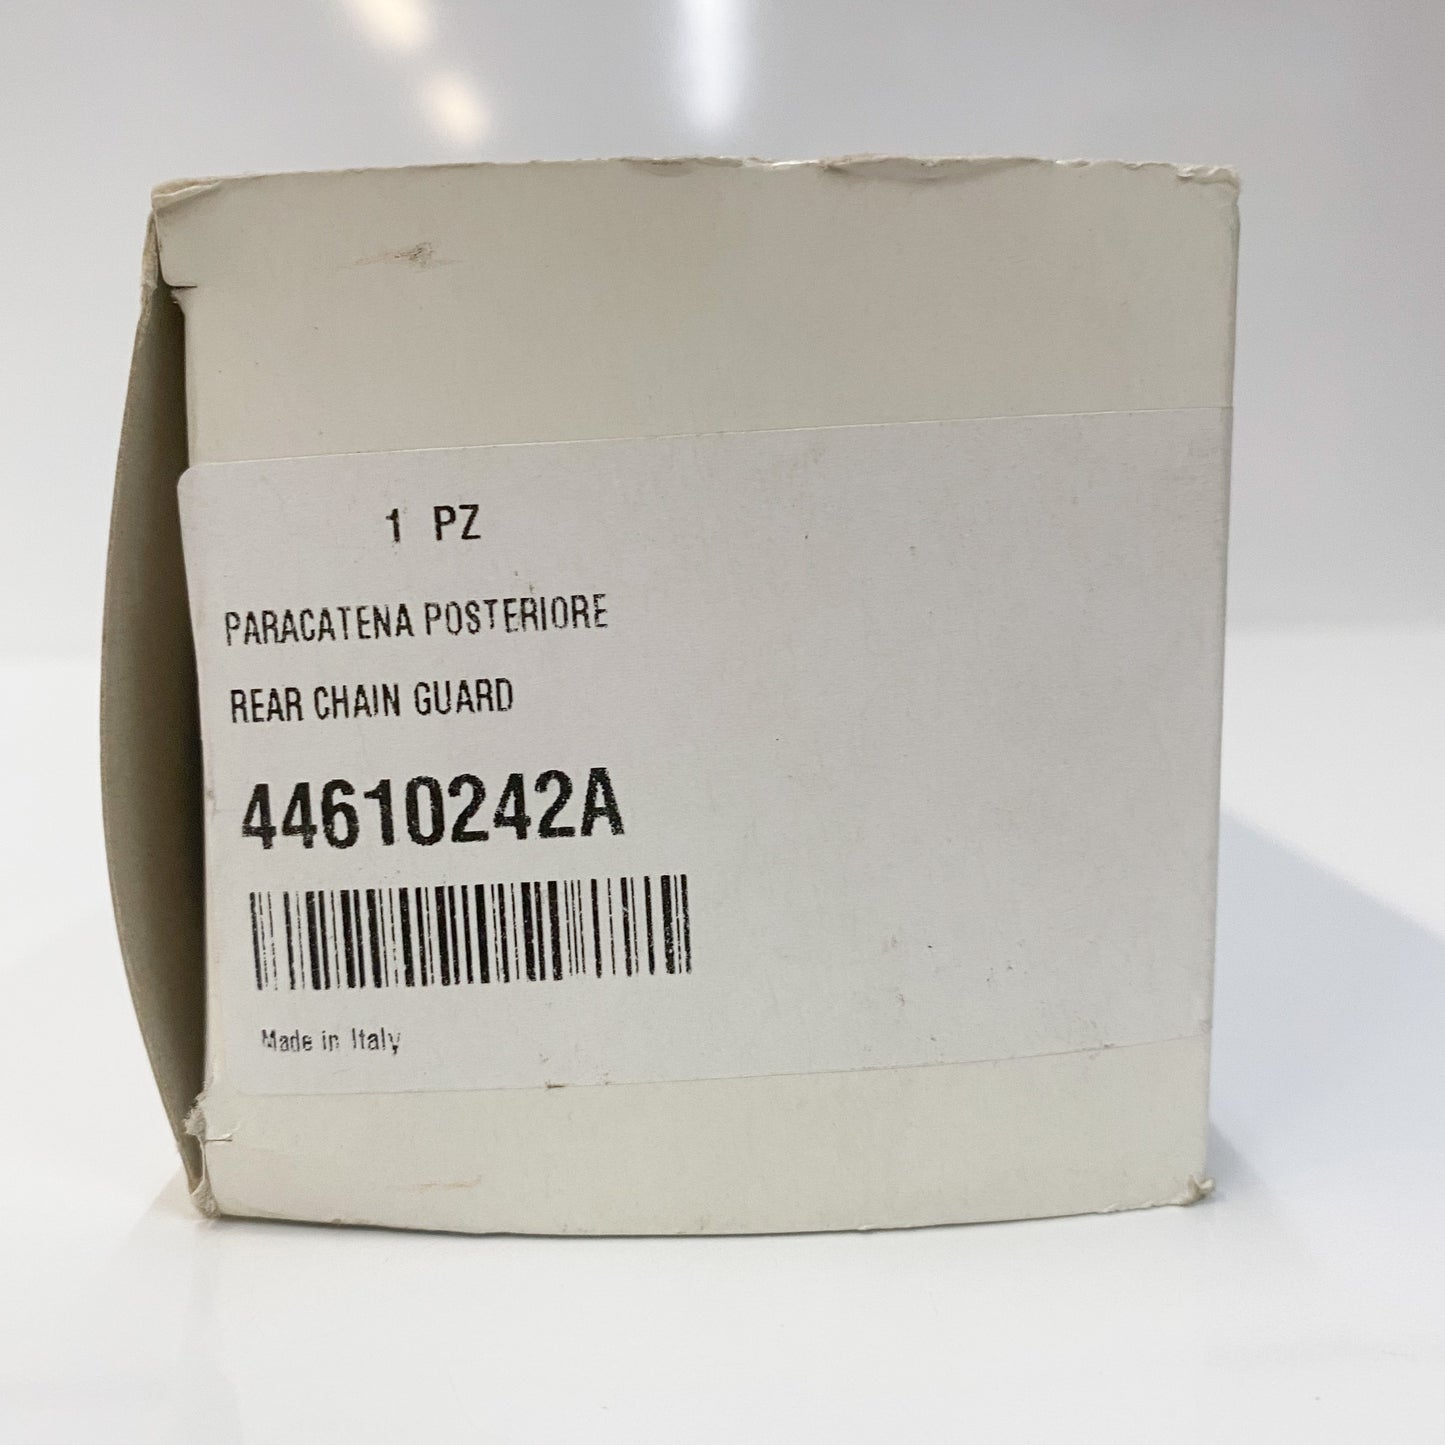 1 PZ
PARACATENA POSTERIORE
REAR CHAIN GUARD
44610242A
Made in Italy